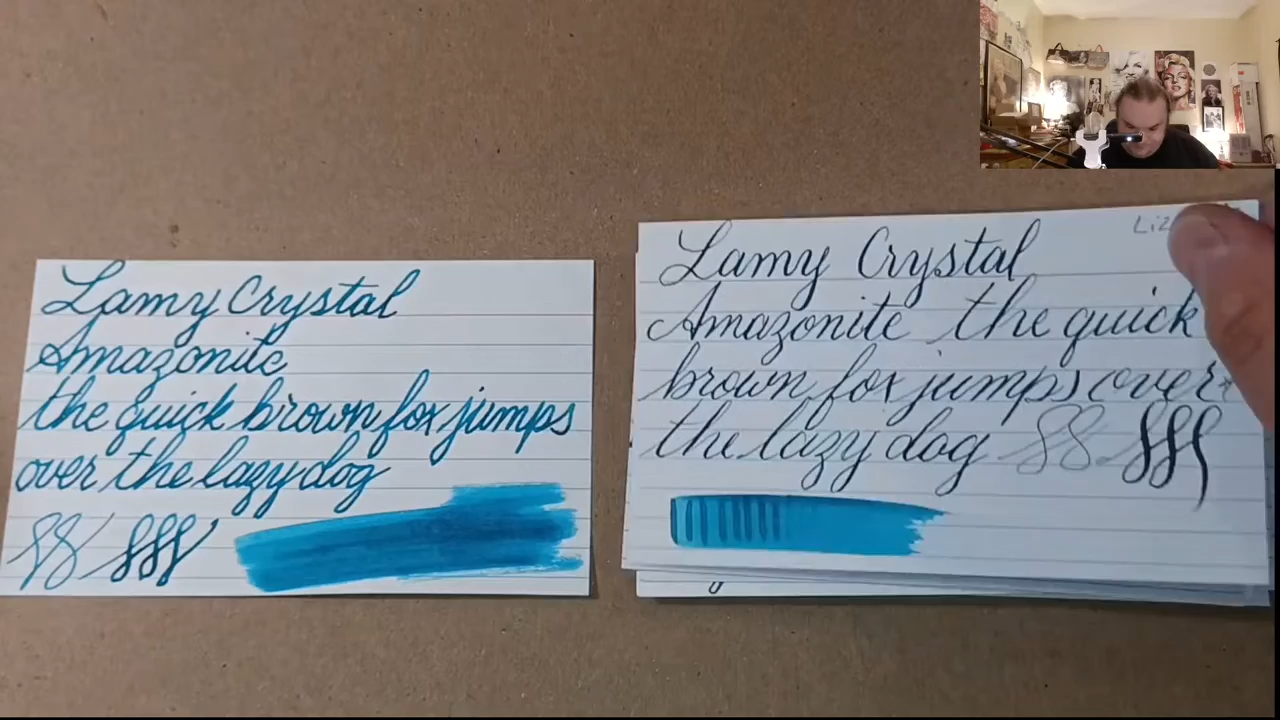 Lamy Crystal
Amazonite
the quick brown fox jumps
over the lazy dog
Liz
Lamy Crystal
Amazonite the quick
brown fox jumps over
the lazy dog